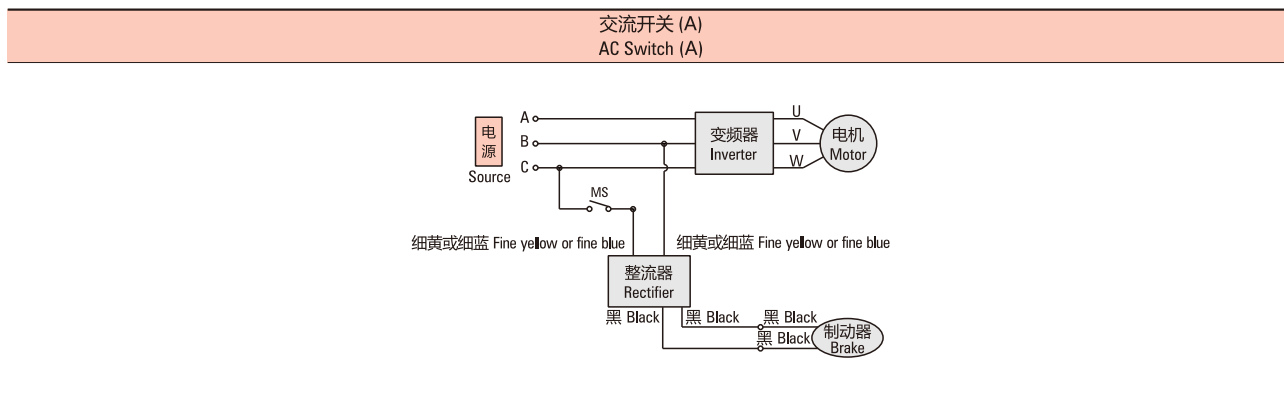 交流开关 (A)
AC Switch (A)
A
U
电
源
B
变频器
Inverter
V
电机
Motor
Source
C
W
MS
细黄或细蓝 Fine yellow or fine blue
细黄或细蓝 Fine yellow or fine blue
整流器
Rectifier
黑 Black
黑 Black
黑 Black
黑 Black
制动器
Brake